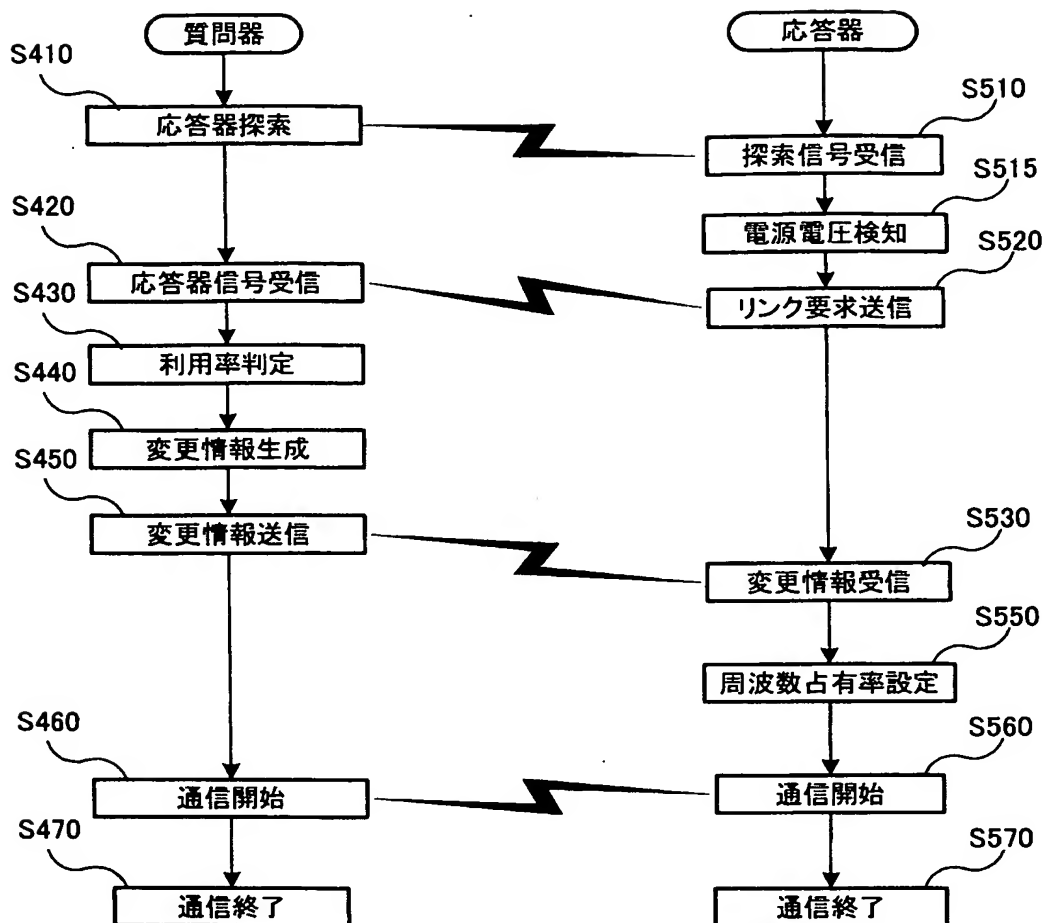 質問器
応答器
S410
応答器探索
S510
探索信号受信
S515
電源電圧検知
S420
応答器信号受信
S520
リンク要求送信
S430
利用率判定
S440
変更情報生成
S450
変更情報送信
S530
変更情報受信
S550
周波数占有率設定
S460
通信開始
S560
通信開始
S470
通信終了
S570
通信終了